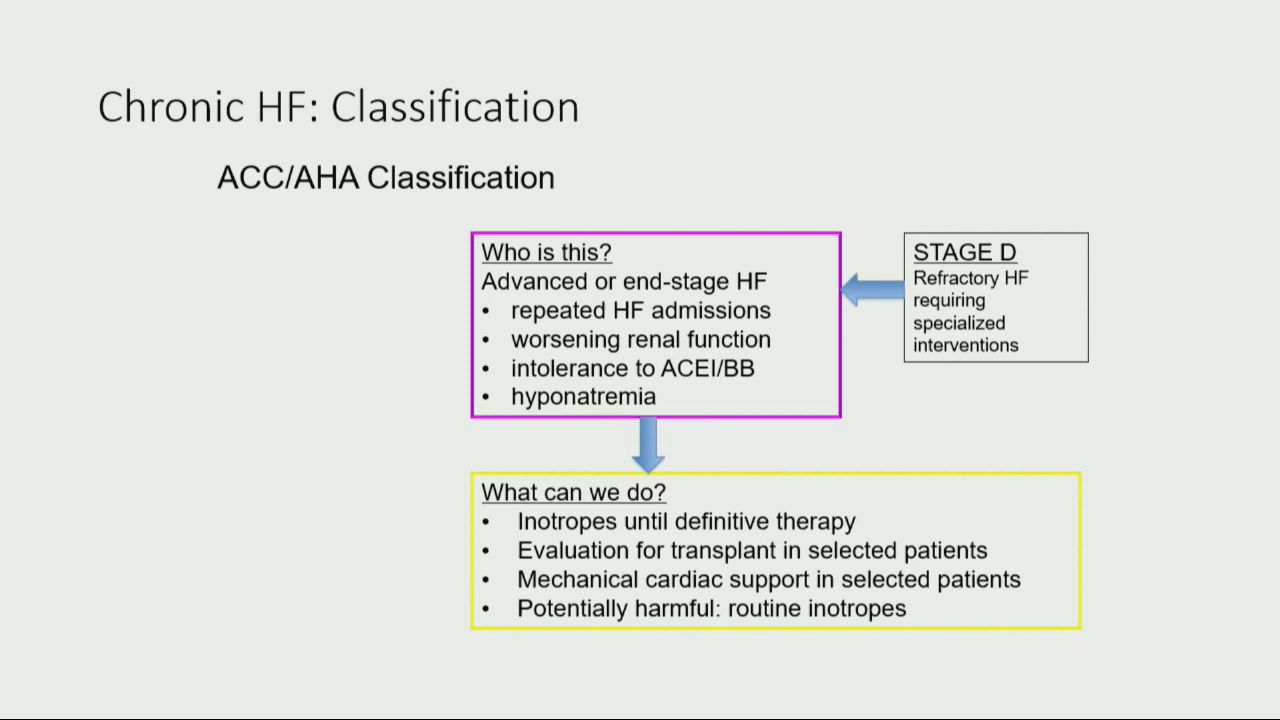 Chronic HF: Classification
ACC/AHA Classification
Who is this?
Advanced or end-stage HF
• repeated HF admissions
• worsening renal function
• intolerance to ACEI/BB
• hyponatremia
STAGE D
Refractory HF
requiring
specialized
interventions
What can we do?
• Inotropes until definitive therapy
• Evaluation for transplant in selected patients
• Mechanical cardiac support in selected patients
• Potentially harmful: routine inotropes